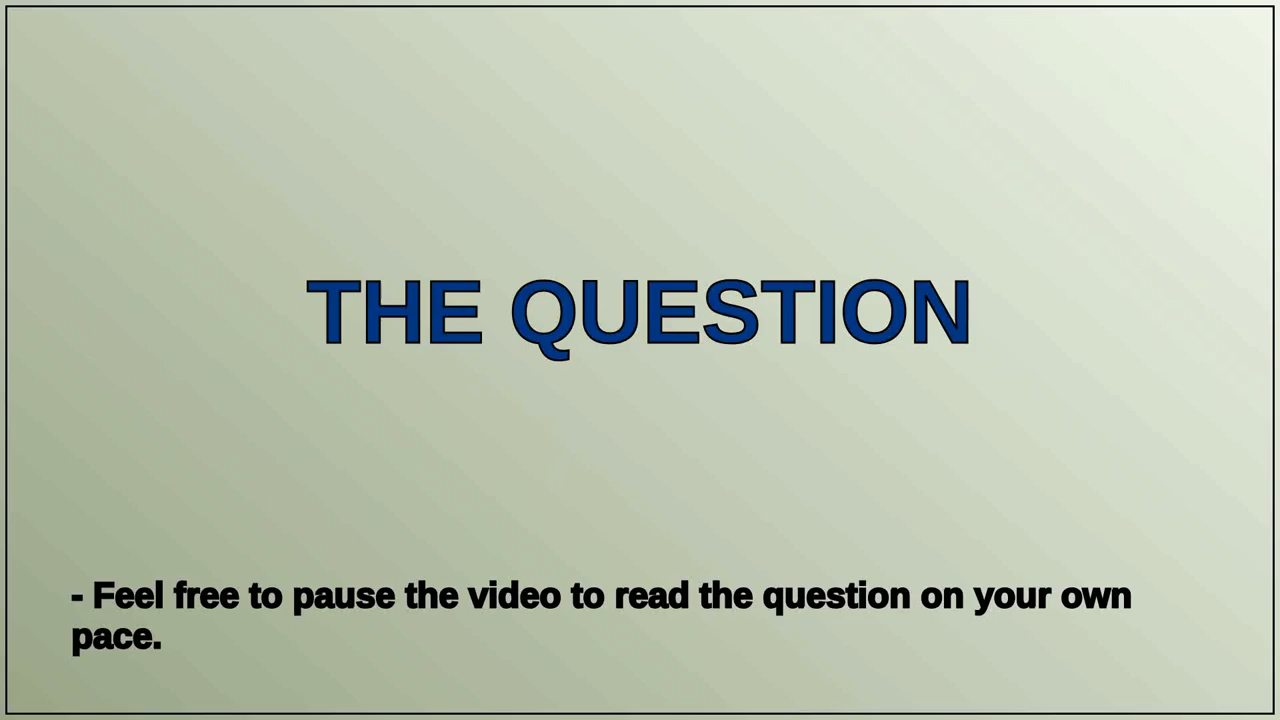 THE QUESTION
- Feel free to pause the video to read the question on your own
pace.